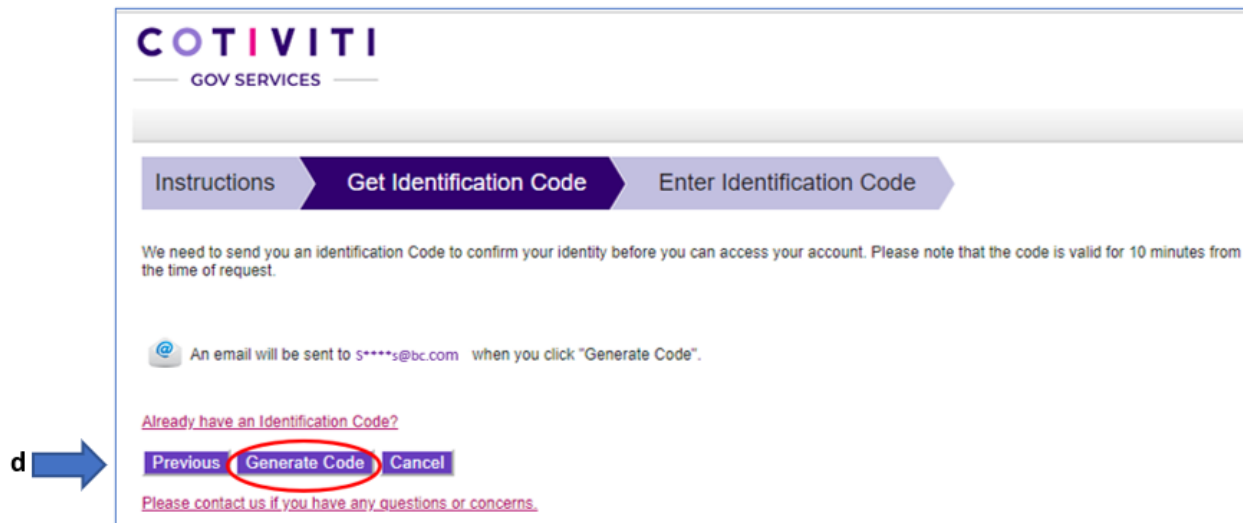 COTIVITI
GOV SERVICES
Instructions
Get Identification Code
Enter Identification Code
We need to send you an identification Code to confirm your identity before you can access your account. Please note that the code is valid for 10 minutes from
the time of request.
@ An email will be sent to s****s@bc.com when you click "Generate Code".
Already have an Identification Code?
d
Previous Generate Code Cancel
Please contact us if you have any questions or concerns.